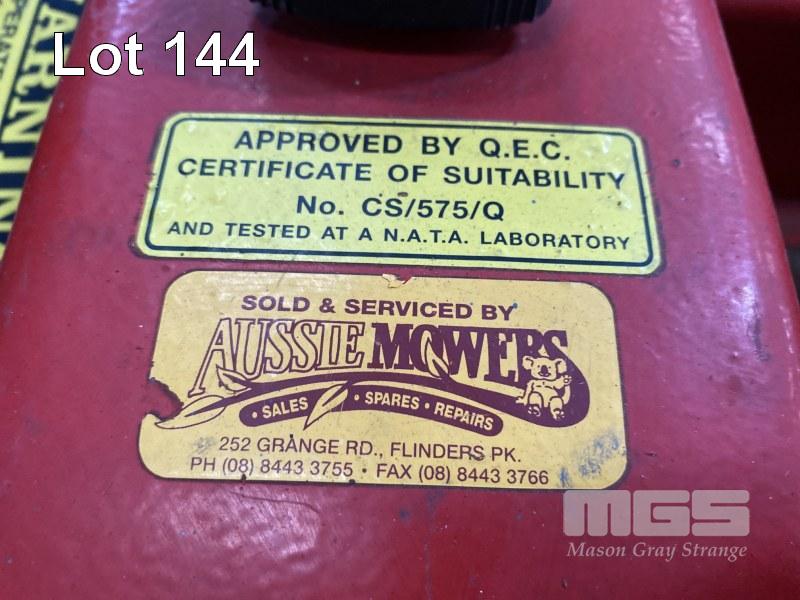 Lot 144
WARNING
APPROVED BY Q.E.C.
CERTIFICATE OF SUITABILITY
No. CS/575/Q
AND TESTED AT A N.A.T.A. LABORATORY
SOLD & SERVICED BY
AUSSIE MOWERS
• SALES • SPARES • REPAIRS
252 GRANGE RD., FLINDERS PK.
PH (08) 8443 3755 • FAX (08) 8443 3766
MGS
Mason Gray Strange